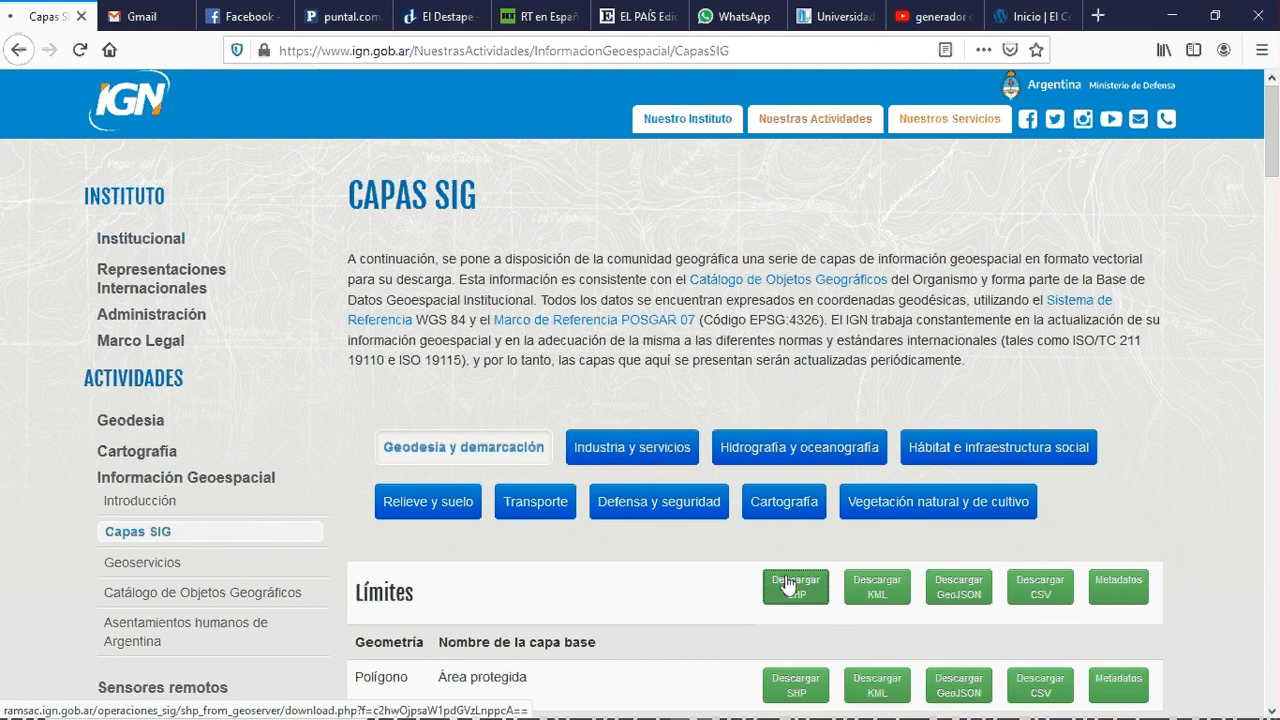 Capas S
Gmail
Facebook -
puntal.com.
El Destape -
RT en Españ
EL PAÍS Edic
WhatsApp
Universidad
generador d
Inicio | El Co
https://www.ign.gob.ar/NuestrasActividades/InformacionGeoespacial/CapasSIG
IGN
Argentina Ministerio de Defensa
Nuestro Instituto
Nuestras Actividades
Nuestros Servicios
INSTITUTO
Institucional
Representaciones
Internacionales
Administración
Marco Legal
ACTIVIDADES
Geodesia
Cartografía
Información Geoespacial
Introducción
Capas SIG
Geoservicios
Catálogo de Objetos Geográficos
Asentamientos humanos de
Argentina
Sensores remotos
CAPAS SIG
A continuación, se pone a disposición de la comunidad geográfica una serie de capas de información geoespacial en formato vectorial
para su descarga. Esta información es consistente con el Catálogo de Objetos Geográficos del Organismo y forma parte de la Base de
Datos Geoespacial Institucional. Todos los datos se encuentran expresados en coordenadas geodésicas, utilizando el Sistema de
Referencia WGS 84 y el Marco de Referencia POSGAR 07 (Código EPSG:4326). El IGN trabaja constantemente en la actualización de su
información geoespacial y en la adecuación de la misma a las diferentes normas y estándares internacionales (tales como ISO/TC 211
19110 e ISO 19115), y por lo tanto, las capas que aquí se presentan serán actualizadas periódicamente.
Geodesia y demarcación
Industria y servicios
Hidrografía y oceanografía
Hábitat e infraestructura social
Relieve y suelo
Transporte
Defensa y seguridad
Cartografía
Vegetación natural y de cultivo
Límites
Descargar
SHP
Descargar
KML
Descargar
GeoJSON
Descargar
CSV
Metadatos
Geometría Nombre de la capa base
Polígono Área protegida
Descargar
SHP
Descargar
KML
Descargar
GeoJSON
Descargar
CSV
Metadatos
ramsac.ign.gob.ar/operaciones_sig/shp_from_geoserver/download.php?f=c2hwOjpsaW1pdGVzLnppcA==